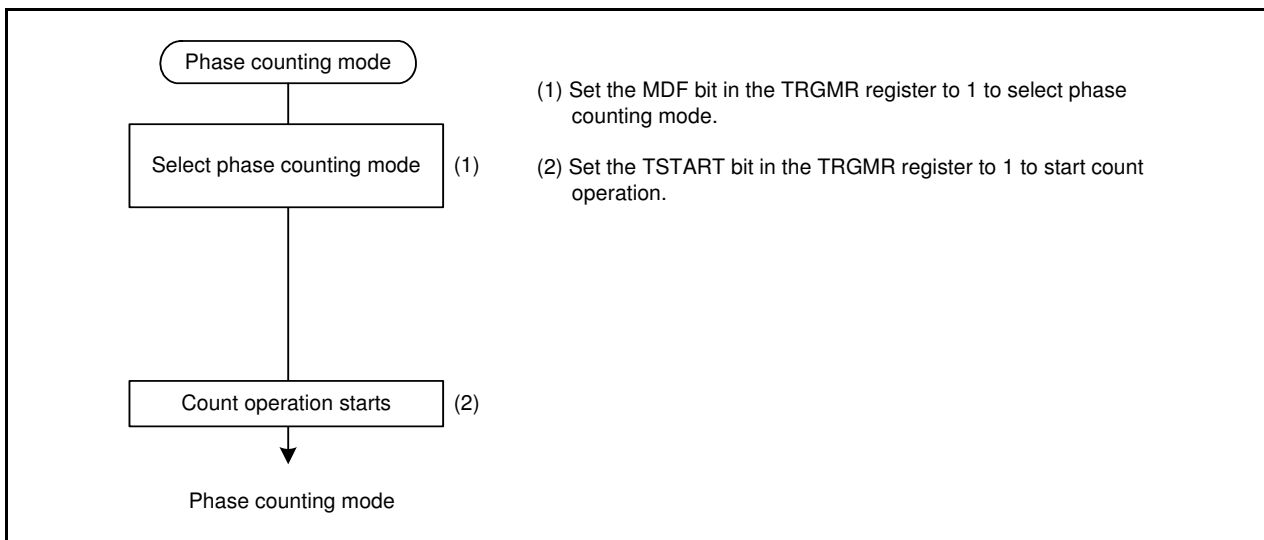 Phase counting mode
Select phase counting mode (1)
Count operation starts (2)
Phase counting mode
(1) Set the MDF bit in the TRGMR register to 1 to select phase
counting mode.
(2) Set the TSTART bit in the TRGMR register to 1 to start count
operation.